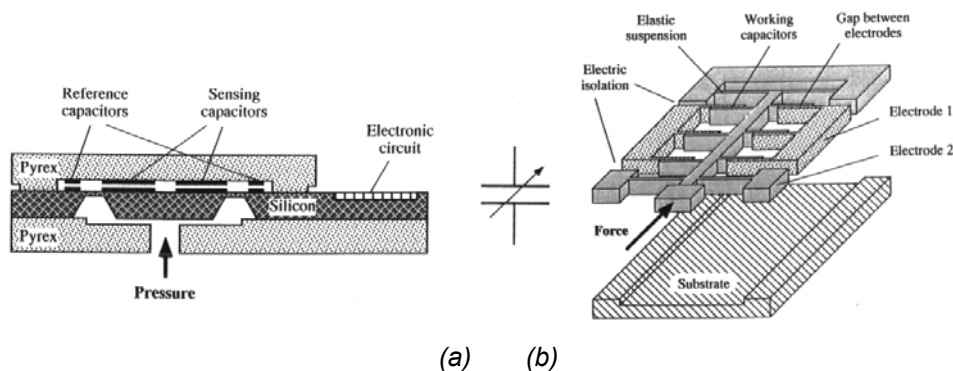 Reference
capacitors
Sensing
capacitors
Electronic
circuit
Pyrex
Silicon
Pyrex
Pressure
(a)
Elastic
suspension
Working
capacitors
Gap between
electrodes
Electric
isolation
Electrode 1
Electrode 2
Force
Substrate
(b)